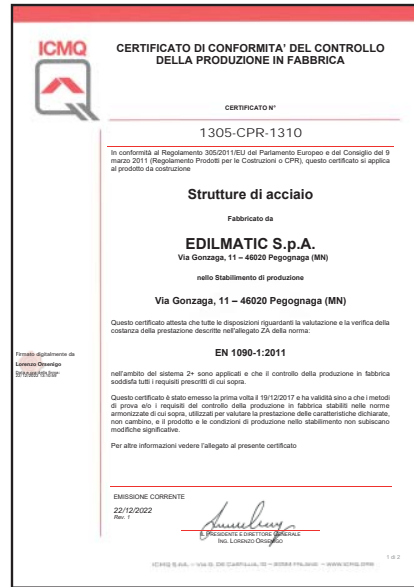 ICMQ
CERTIFICATO DI CONFORMITA' DEL CONTROLLO
DELLA PRODUZIONE IN FABBRICA
CERTIFICATO N°
1305-CPR-1310
In conformità al Regolamento 305/2011/EU del Parlamento Europeo e del Consiglio del 9
marzo 2011 (Regolamento Prodotti per le Costruzioni o CPR), questo certificato si applica
al prodotto da costruzione
Strutture di acciaio
Fabbricato da
EDILMATIC S.p.A.
Via Gonzaga, 11 – 46020 Pegognaga (MN)
nello Stabilimento di produzione
Via Gonzaga, 11 – 46020 Pegognaga (MN)
Questo certificato attesta che tutte le disposizioni riguardanti la valutazione e la verifica della
costanza della prestazione descritte nell'allegato ZA della norma:
Firmato digitalmente da
Lorenzo Orsenigo
EN 1090-1:2011
nell'ambito del sistema 2+ sono applicati e che il controllo della produzione in fabbrica
soddisfa tutti i requisiti prescritti di cui sopra.
Questo certificato è stato emesso la prima volta il 19/12/2017 e ha validità sino a che i metodi
di prova e/o i requisiti del controllo della produzione in fabbrica stabiliti nelle norme
armonizzate di cui sopra, utilizzati per valutare la prestazione delle caratteristiche dichiarate,
non cambino, e il prodotto e le condizioni di produzione nello stabilimento non subiscano
modifiche significative.
Per altre informazioni vedere l'allegato al presente certificato
EMISSIONE CORRENTE
22/12/2022
Rev. 1
IL PRESIDENTE E DIRETTORE GENERALE
ING. LORENZO ORSENIGO
1 di 2